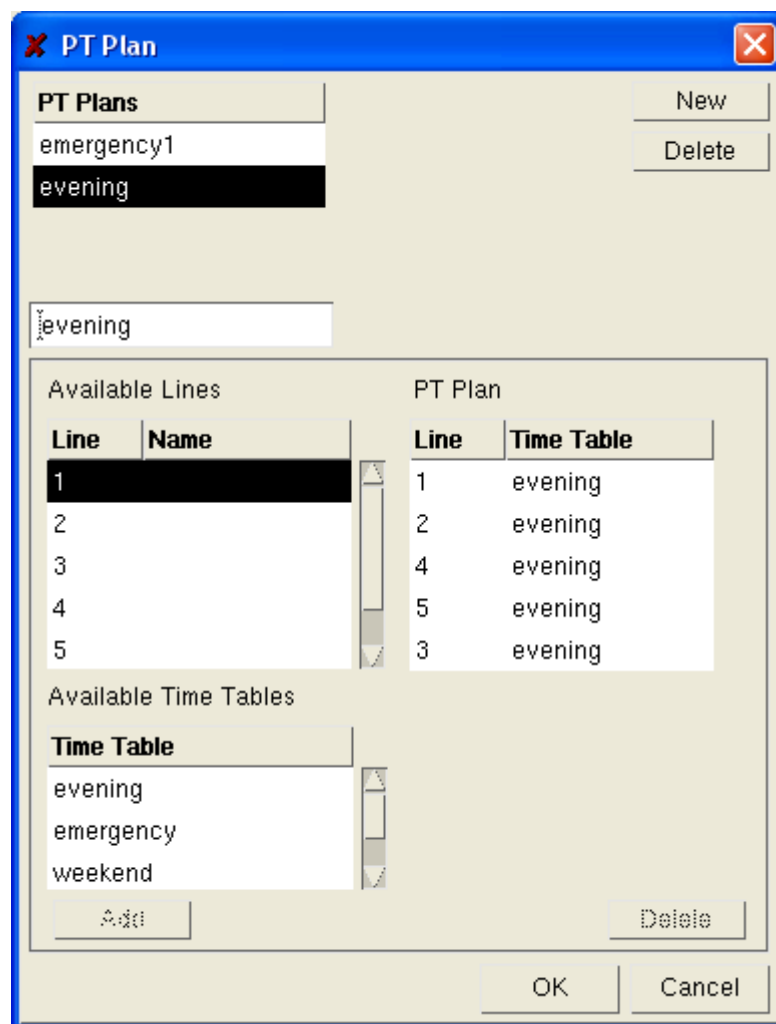 PT Plan
PT Plans
New
emergency1
Delete
evening
evening
Available Lines
PT Plan
Line Name
Line Time Table
1
1 evening
2
2 evening
3
4 evening
4
5 evening
5
3 evening
Available Time Tables
Time Table
evening
emergency
weekend
Add
Delete
OK
Cancel